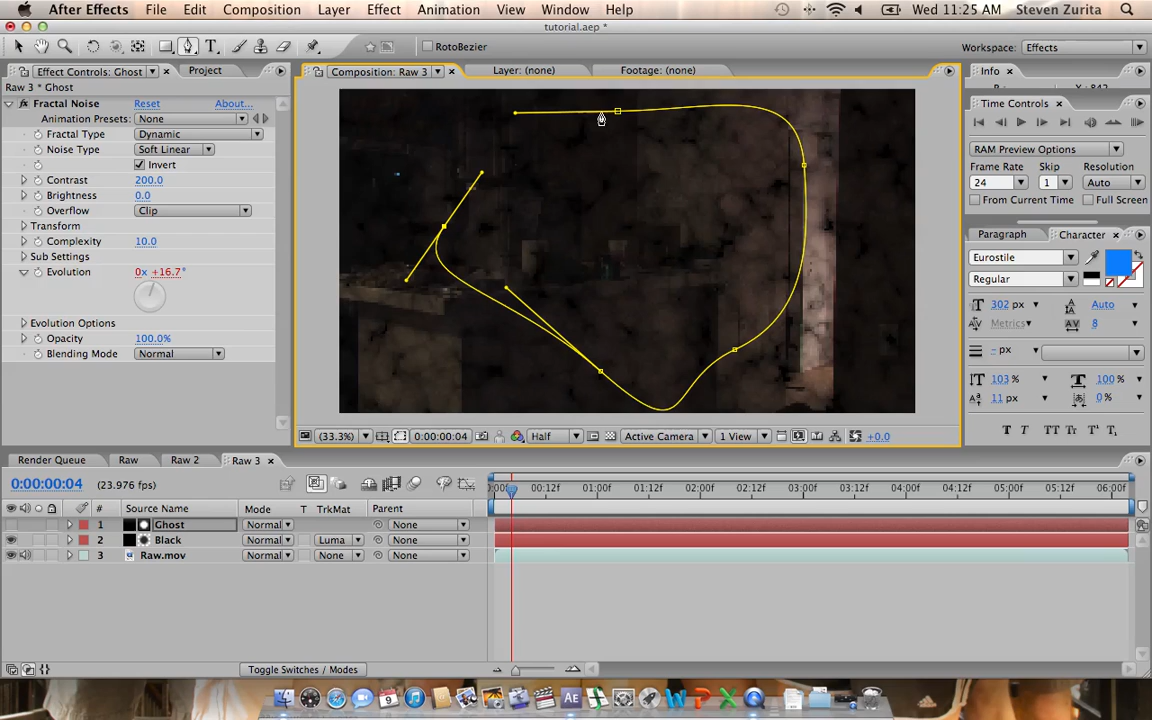 After Effects File Edit Composition Layer Effect Animation View Window Help Wed 11:25 AM Steven Zurita
tutorial.aep *
RotoBezier Workspace: Effects
Effect Controls: Ghost Project Composition: Raw 3 Layer: (none) Footage: (none) Info
Raw 3 * Ghost
Fractal Noise Reset About...
Animation Presets: None
Fractal Type Dynamic
Noise Type Soft Linear
Invert
Contrast 200.0
Brightness 0.0
Overflow Clip
Transform
Complexity 10.0
Sub Settings
Evolution 0x +16.7°
Evolution Options
Opacity 100.0%
Blending Mode Normal
Time Controls
RAM Preview Options
Frame Rate Skip Resolution
24 1 Auto
From Current Time Full Screen
Paragraph Character
Eurostile
Regular
302 px Auto
Metrics 8
- px
103 % 100 %
11 px 0 %
T T TT Tr T¹ T₁
(33.3%) 0:00:00:04 Half Active Camera 1 View +0.0
Render Queue Raw Raw 2 Raw 3
0:00:00:04 (23.976 fps)
00:12f 01:00f 01:12f 02:00f 02:12f 03:00f 03:12f 04:00f 04:12f 05:00f 05:12f 06:00f
# Source Name Mode T TrkMat Parent
1 Ghost Normal None
2 Black Normal Luma None
3 Raw.mov Normal None None
Toggle Switches / Modes